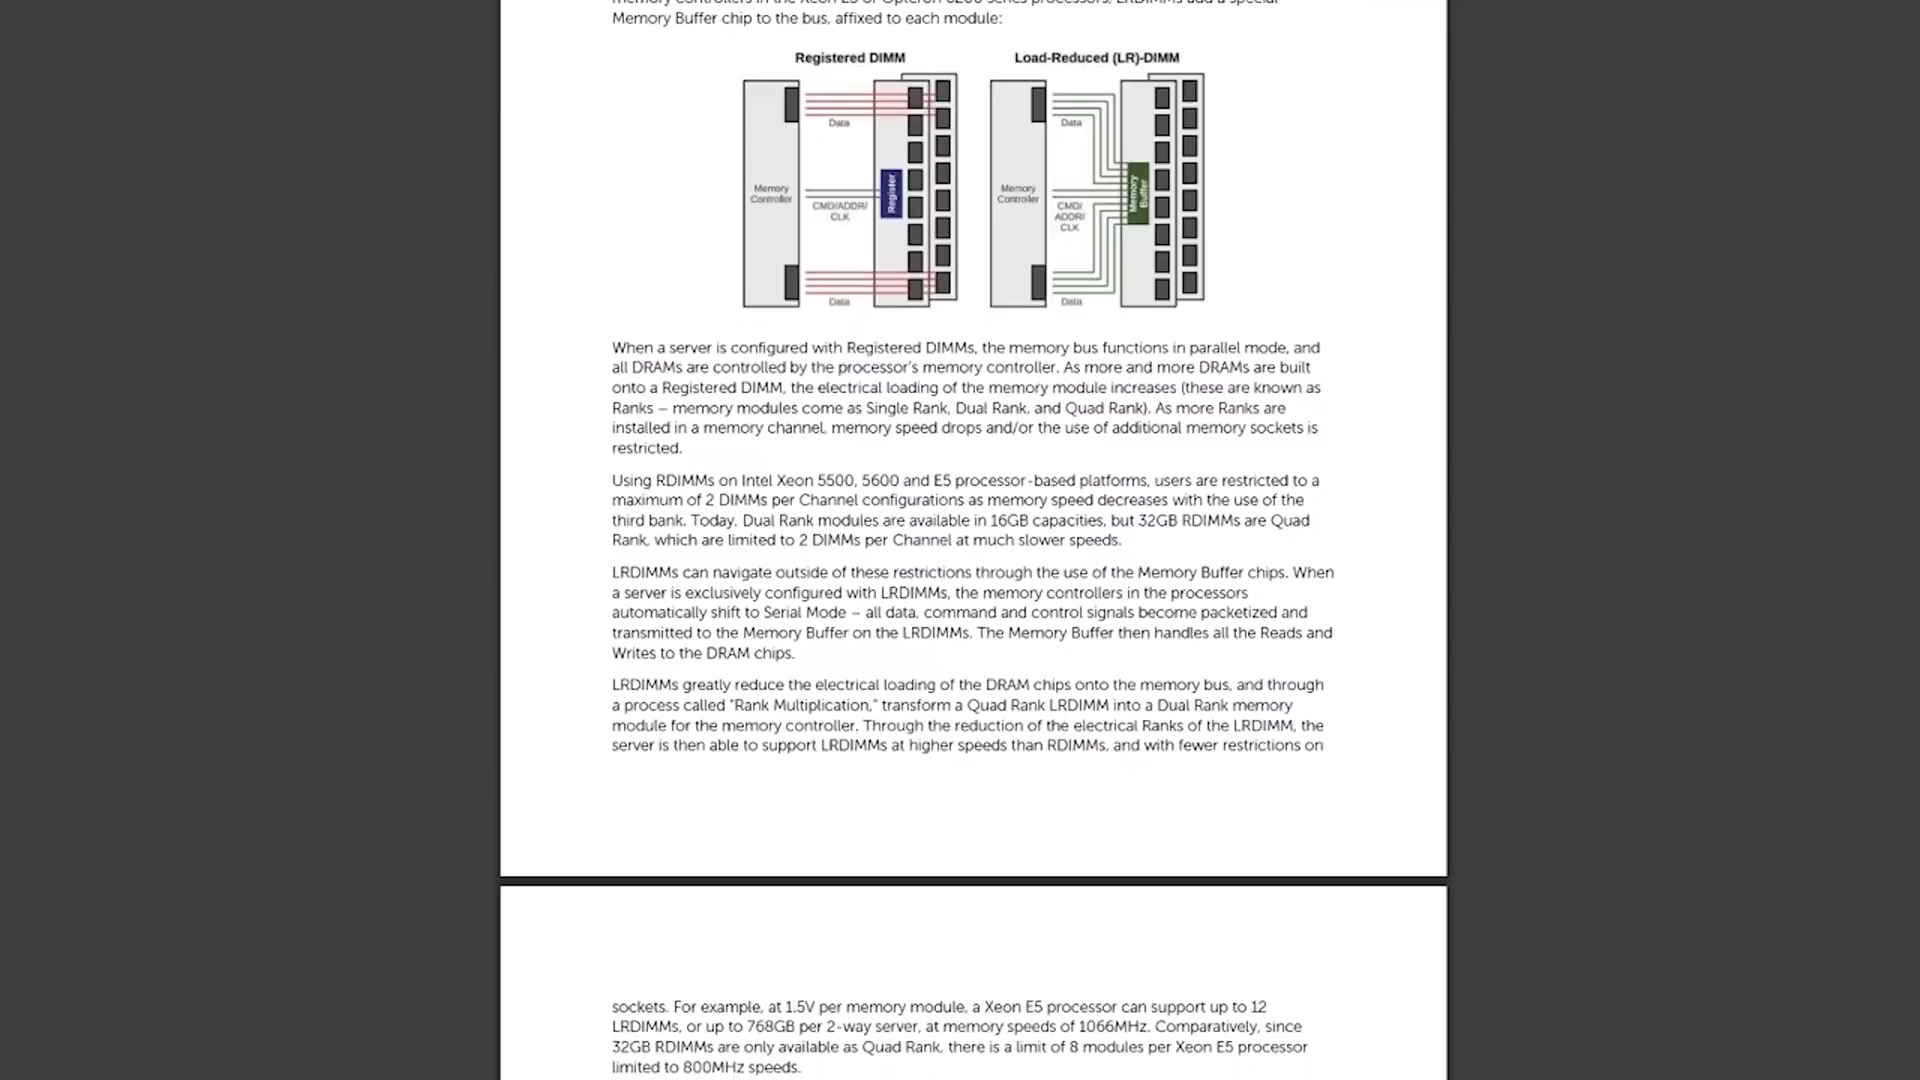 memory controllers in the Xeon E5 or Opteron 6200 series processors, LRDIMMs add a special
Memory Buffer chip to the bus, affixed to each module:
Registered DIMM
Load-Reduced (LR)-DIMM
Data
Data
Memory
Controller
CMD/ADDR/
CLK
Register
Memory
Controller
CMD/
ADDR/
CLK
Memory
Buffer
Data
Data
When a server is configured with Registered DIMMs, the memory bus functions in parallel mode, and
all DRAMs are controlled by the processor's memory controller. As more and more DRAMs are built
onto a Registered DIMM, the electrical loading of the memory module increases (these are known as
Ranks – memory modules come as Single Rank, Dual Rank, and Quad Rank). As more Ranks are
installed in a memory channel, memory speed drops and/or the use of additional memory sockets is
restricted.
Using RDIMMs on Intel Xeon 5500, 5600 and E5 processor-based platforms, users are restricted to a
maximum of 2 DIMMs per Channel configurations as memory speed decreases with the use of the
third bank. Today, Dual Rank modules are available in 16GB capacities, but 32GB RDIMMs are Quad
Rank, which are limited to 2 DIMMs per Channel at much slower speeds.
LRDIMMs can navigate outside of these restrictions through the use of the Memory Buffer chips. When
a server is exclusively configured with LRDIMMs, the memory controllers in the processors
automatically shift to Serial Mode – all data, command and control signals become packetized and
transmitted to the Memory Buffer on the LRDIMMs. The Memory Buffer then handles all the Reads and
Writes to the DRAM chips.
LRDIMMs greatly reduce the electrical loading of the DRAM chips onto the memory bus, and through
a process called "Rank Multiplication," transform a Quad Rank LRDIMM into a Dual Rank memory
module for the memory controller. Through the reduction of the electrical Ranks of the LRDIMM, the
server is then able to support LRDIMMs at higher speeds than RDIMMs, and with fewer restrictions on
sockets. For example, at 1.5V per memory module, a Xeon E5 processor can support up to 12
LRDIMMs, or up to 768GB per 2-way server, at memory speeds of 1066MHz. Comparatively, since
32GB RDIMMs are only available as Quad Rank, there is a limit of 8 modules per Xeon E5 processor
limited to 800MHz speeds.